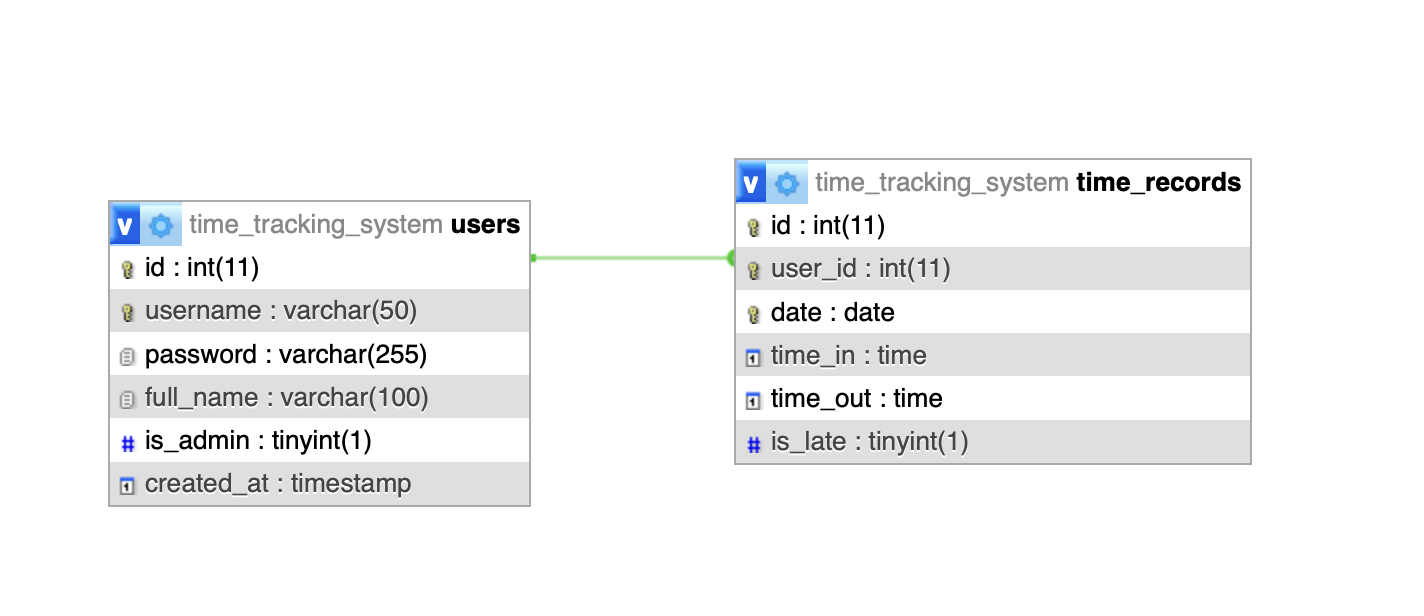 v time_tracking_system users
id : int(11)
username : varchar(50)
password : varchar(255)
full_name : varchar(100)
# is_admin : tinyint(1)
created_at : timestamp
v time_tracking_system time_records
id : int(11)
user_id : int(11)
date : date
time_in : time
time_out : time
# is_late : tinyint(1)